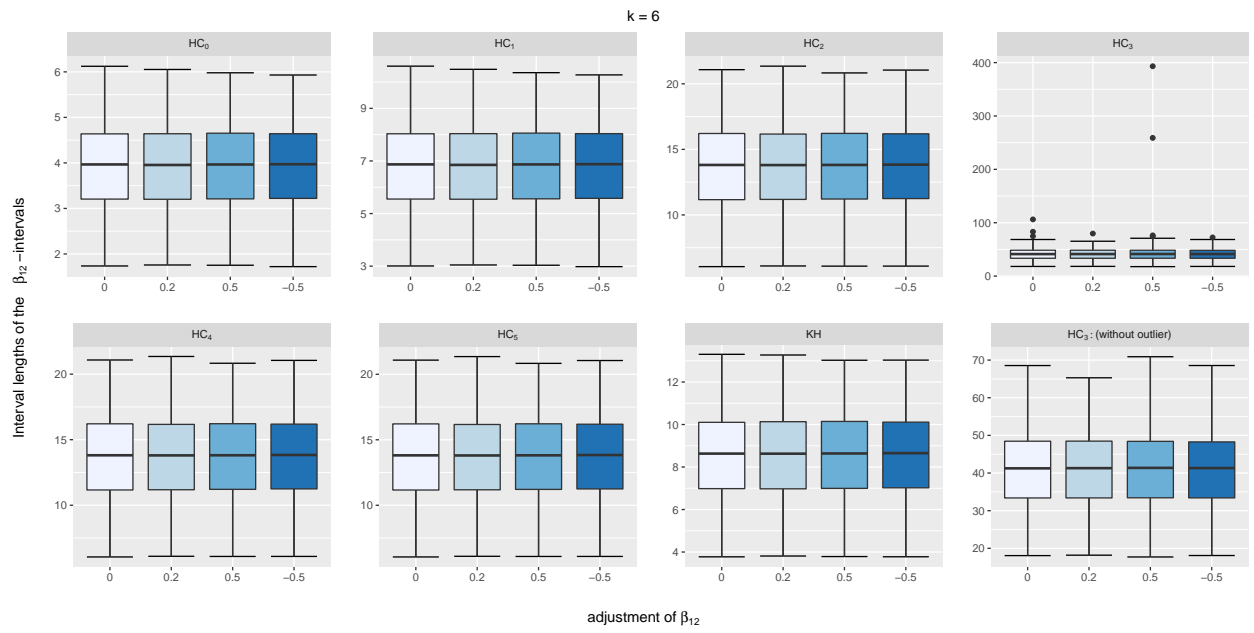 k = 6
HC₀
HC₁
HC₂
HC₃
6
5
4
3
2
9
7
5
3
20
15
10
400
300
200
100
0
0 0.2 0.5 −0.5
0 0.2 0.5 −0.5
0 0.2 0.5 −0.5
0 0.2 0.5 −0.5
Interval lengths of the β₁₂ −intervals
HC₄
HC₅
KH
HC₃: (without outlier)
20
15
10
20
15
10
12
10
8
6
4
70
60
50
40
30
20
0 0.2 0.5 −0.5
0 0.2 0.5 −0.5
0 0.2 0.5 −0.5
0 0.2 0.5 −0.5
adjustment of β₁₂